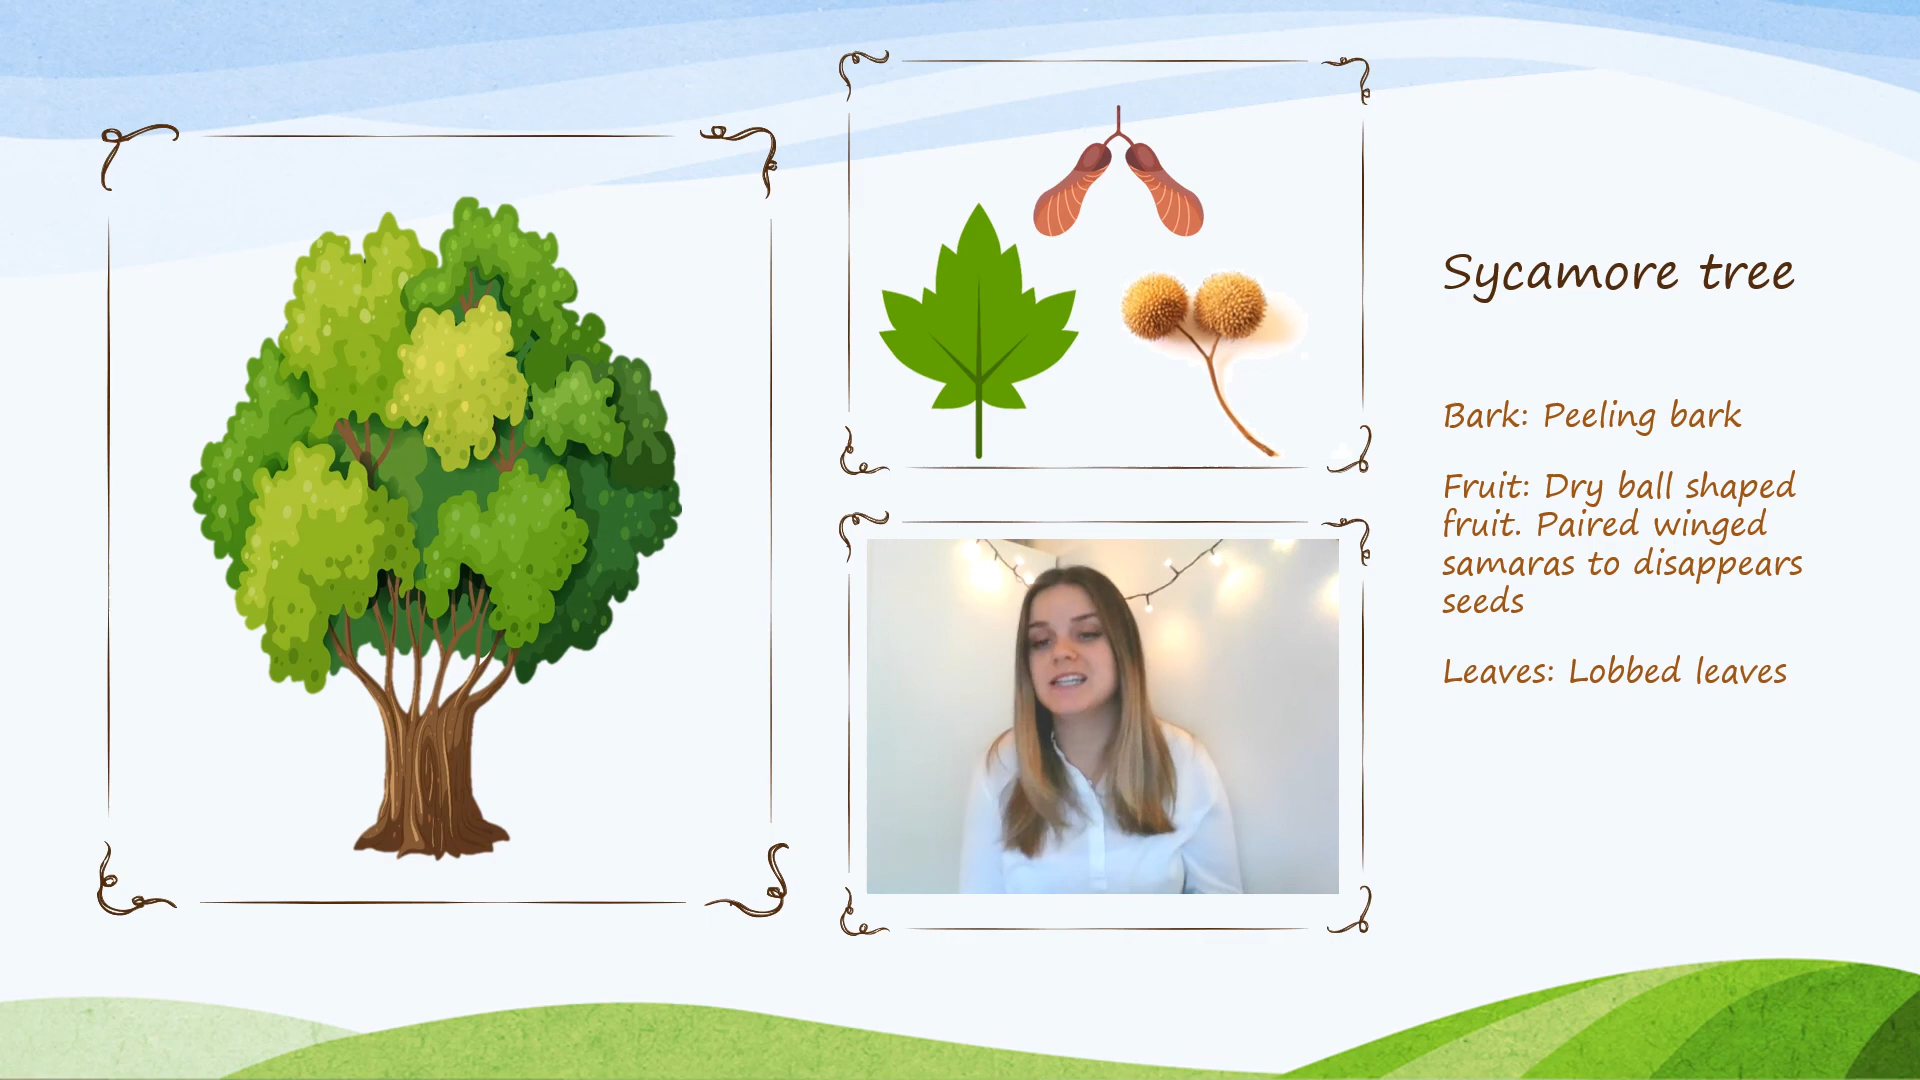 Sycamore tree
Bark: Peeling bark
Fruit: Dry ball shaped
fruit. Paired winged
samaras to disappears
seeds
Leaves: Lobbed leaves